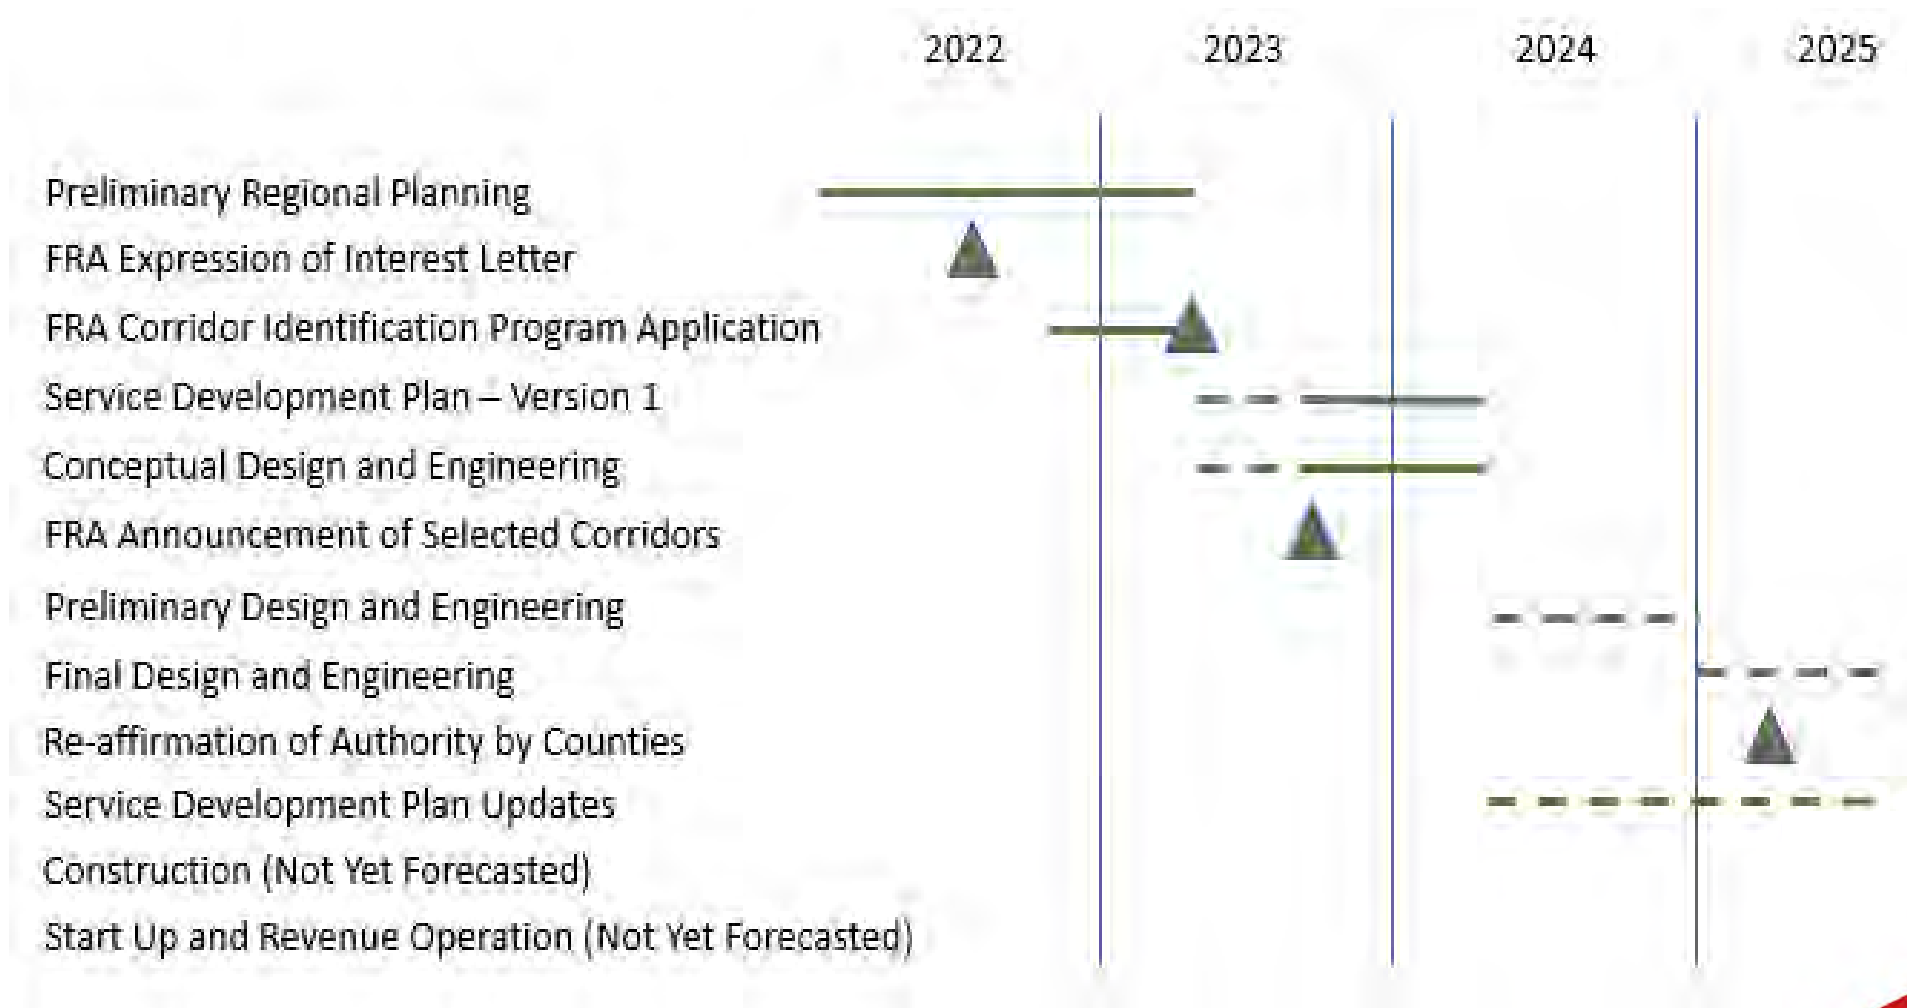 2022 2023 2024 2025
Preliminary Regional Planning
FRA Expression of Interest Letter
FRA Corridor Identification Program Application
Service Development Plan – Version 1
Conceptual Design and Engineering
FRA Announcement of Selected Corridors
Preliminary Design and Engineering
Final Design and Engineering
Re-affirmation of Authority by Counties
Service Development Plan Updates
Construction (Not Yet Forecasted)
Start Up and Revenue Operation (Not Yet Forecasted)